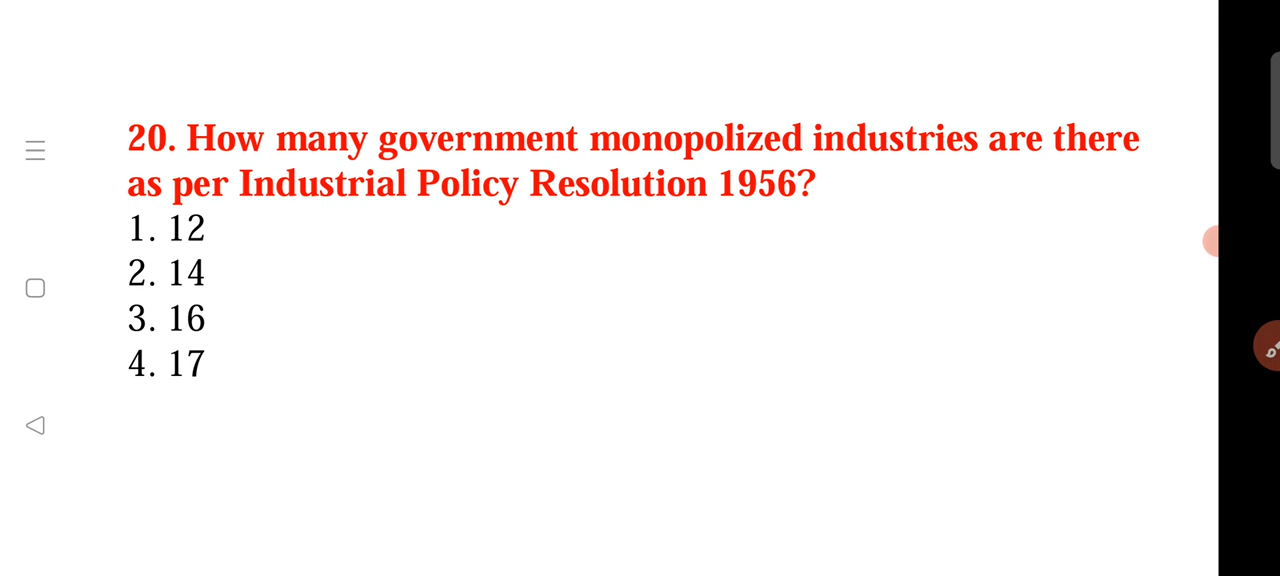 20. How many government monopolized industries are there
as per Industrial Policy Resolution 1956?
1. 12
2. 14
3. 16
4. 17